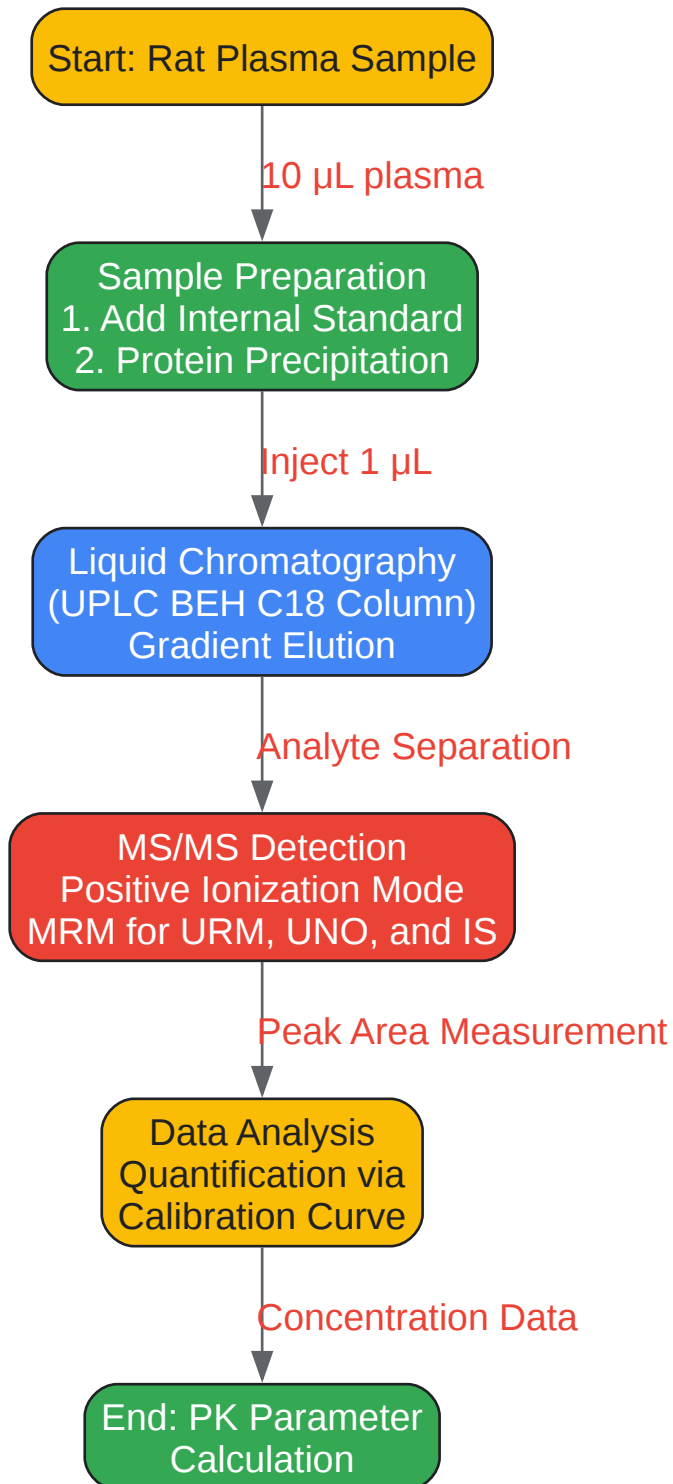 Start: Rat Plasma Sample
10 μL plasma
Sample Preparation
1. Add Internal Standard
2. Protein Precipitation
Inject 1 μL
Liquid Chromatography
(UPLC BEH C18 Column)
Gradient Elution
Analyte Separation
MS/MS Detection
Positive Ionization Mode
MRM for URM, UNO, and IS
Peak Area Measurement
Data Analysis
Quantification via
Calibration Curve
Concentration Data
End: PK Parameter
Calculation